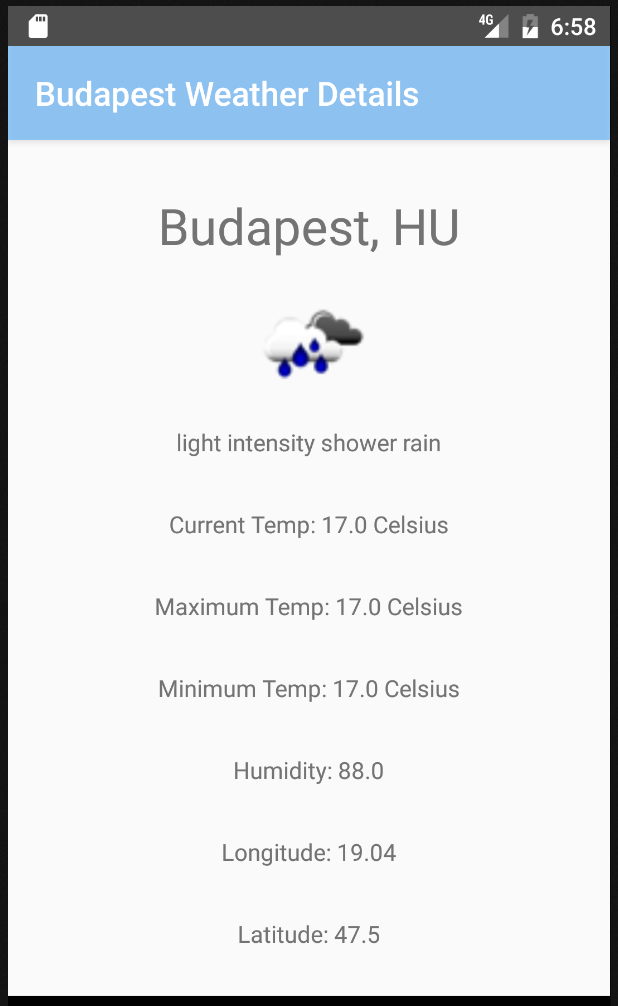 4G 6:58
Budapest Weather Details
Budapest, HU
light intensity shower rain
Current Temp: 17.0 Celsius
Maximum Temp: 17.0 Celsius
Minimum Temp: 17.0 Celsius
Humidity: 88.0
Longitude: 19.04
Latitude: 47.5